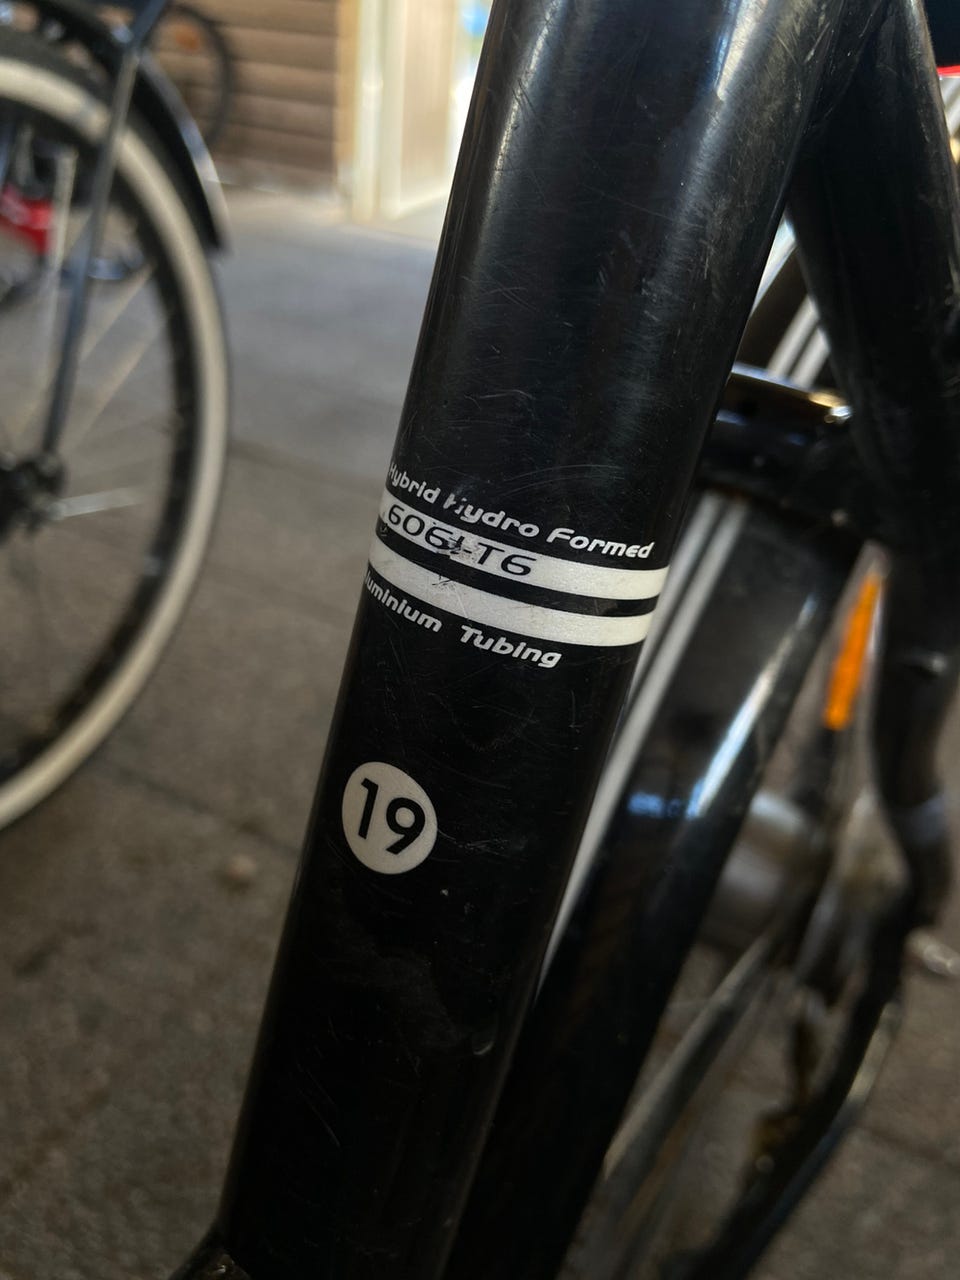 Hybrid Hydro Formed
6061-T6
Aluminium Tubing
19